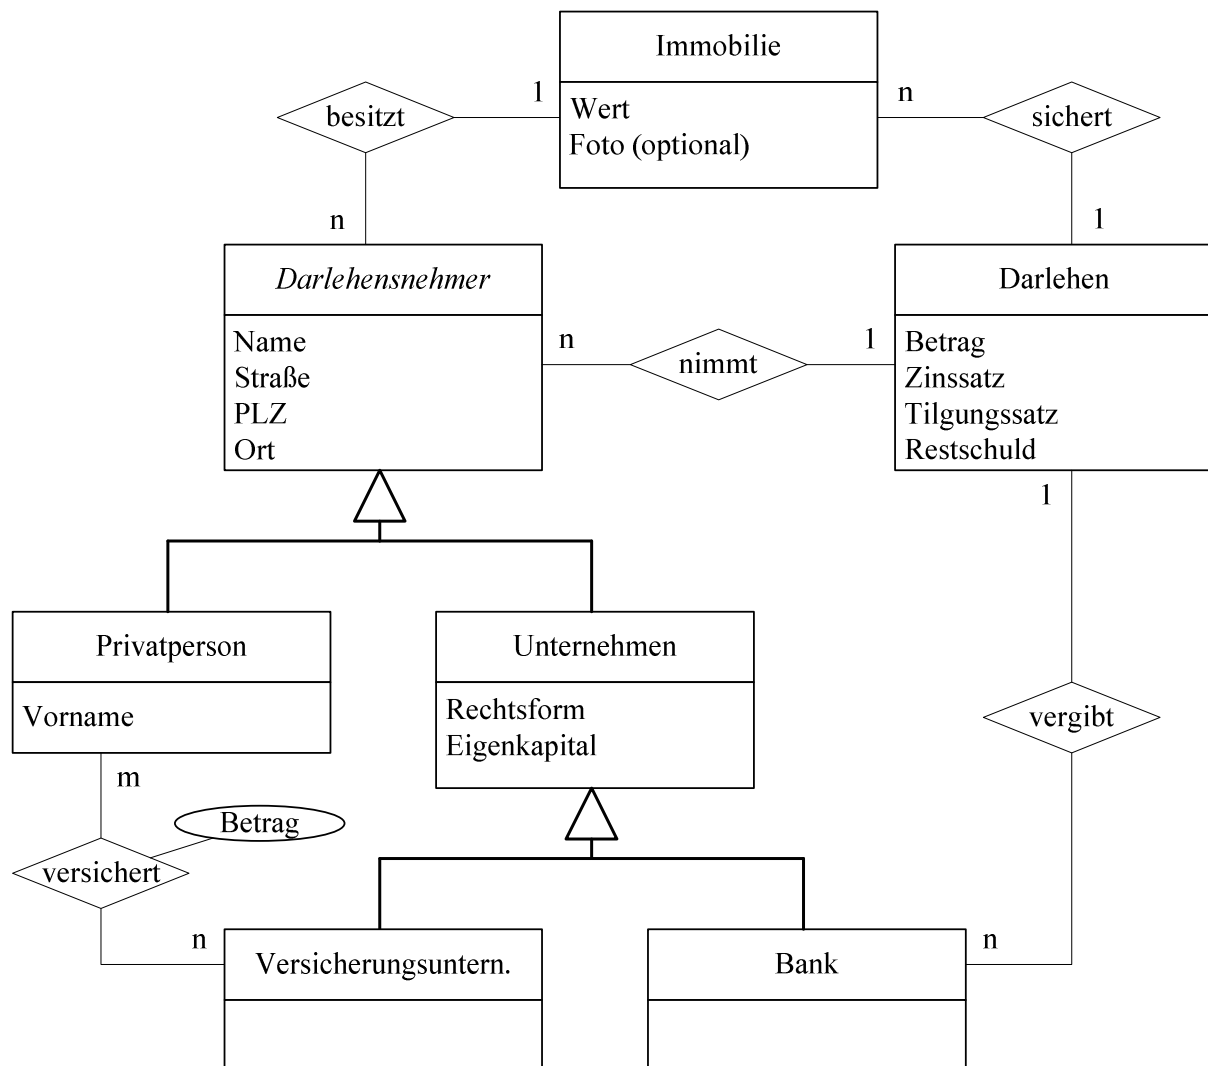 Immobilie
Wert
Foto (optional)
besitzt
1
n
sichert
n
1
Darlehensnehmer
Name
Straße
PLZ
Ort
n
nimmt
1
Darlehen
Betrag
Zinssatz
Tilgungssatz
Restschuld
1
Privatperson
Vorname
Unternehmen
Rechtsform
Eigenkapital
vergibt
m
Betrag
versichert
n
Versicherungsuntern.
Bank
n